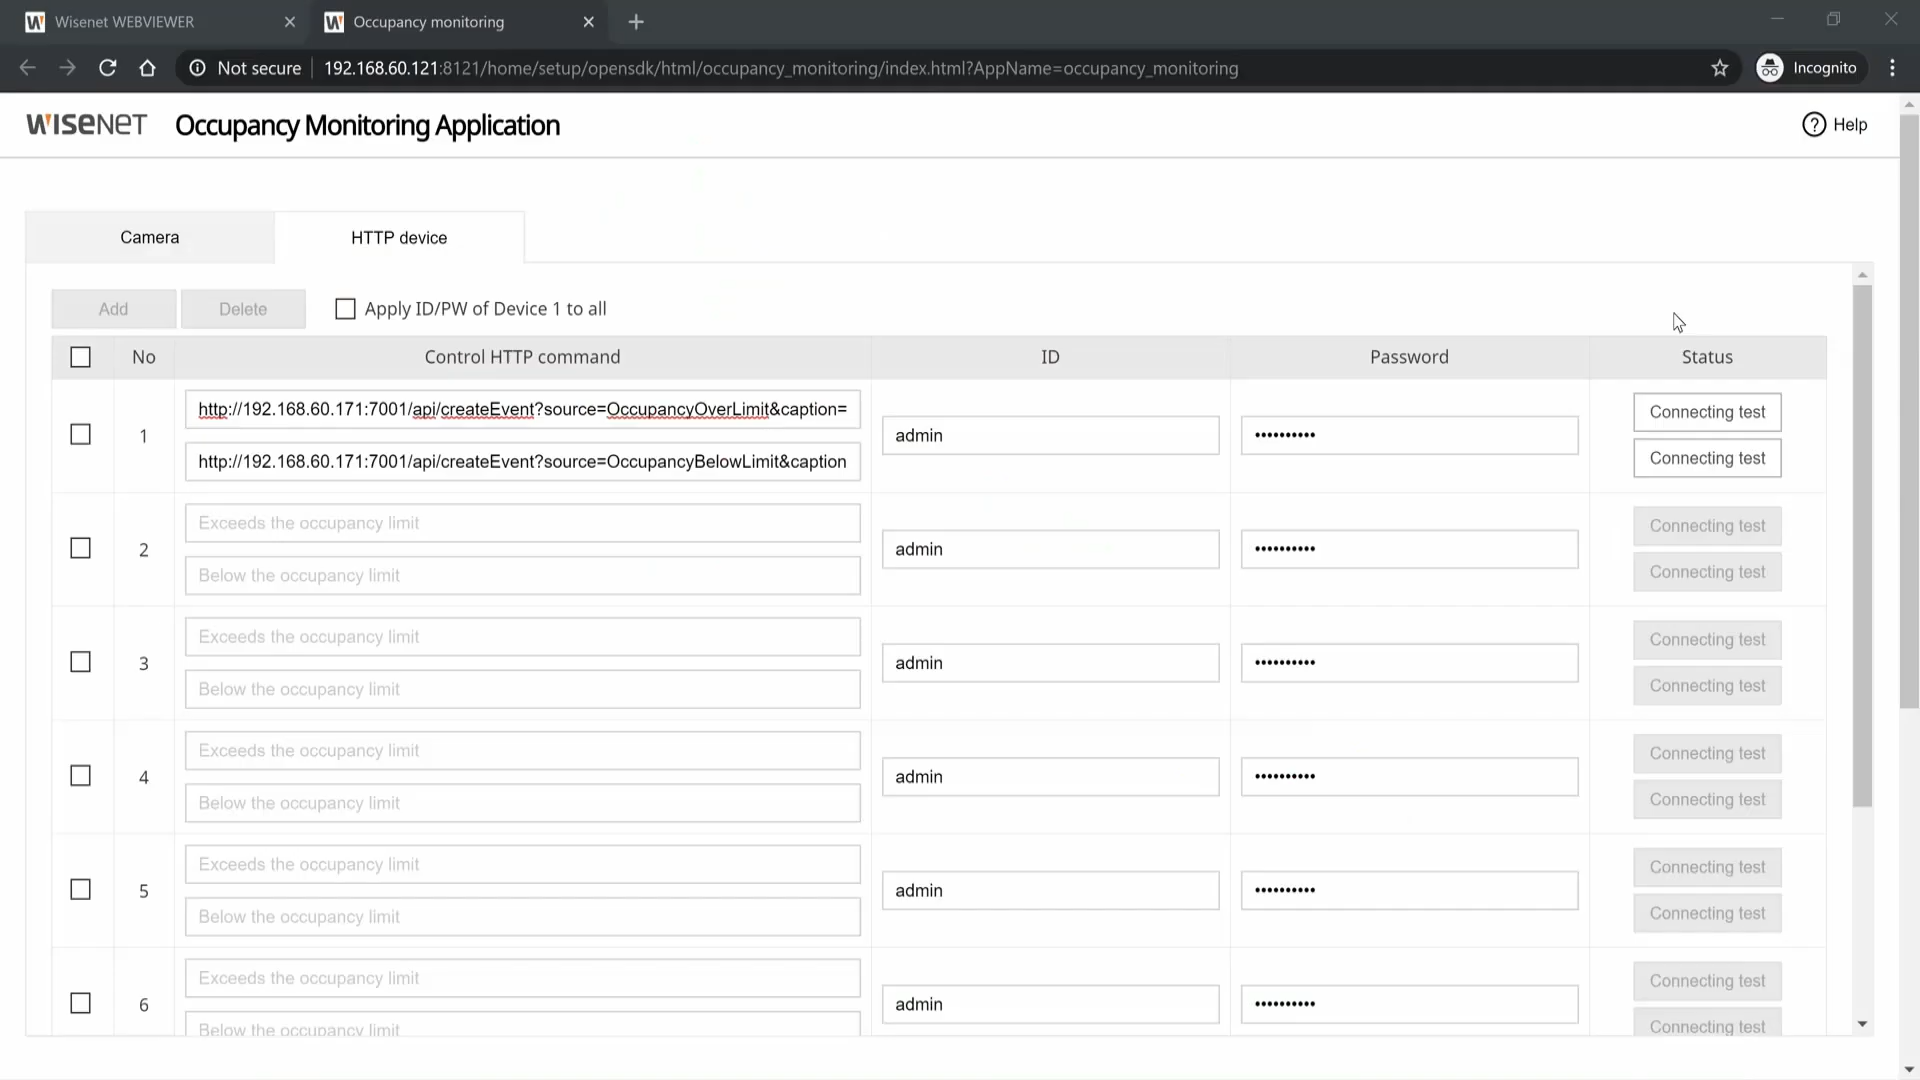 Wisenet WEBVIEWER
Occupancy monitoring
Not secure
192.168.60.121:8121/home/setup/opensdk/html/occupancy_monitoring/index.html?AppName=occupancy_monitoring
Incognito
WISENET
Occupancy Monitoring Application
Help
Camera
HTTP device
Add
Delete
Apply ID/PW of Device 1 to all
No
Control HTTP command
ID
Password
Status
http://192.168.60.171:7001/api/createEvent?source=OccupancyOverLimit&caption=
Connecting test
1
admin
••••••••••
http://192.168.60.171:7001/api/createEvent?source=OccupancyBelowLimit&caption
Connecting test
Exceeds the occupancy limit
Connecting test
2
admin
••••••••••
Below the occupancy limit
Connecting test
Exceeds the occupancy limit
Connecting test
3
admin
••••••••••
Below the occupancy limit
Connecting test
Exceeds the occupancy limit
Connecting test
4
admin
••••••••••
Below the occupancy limit
Connecting test
Exceeds the occupancy limit
Connecting test
5
admin
••••••••••
Below the occupancy limit
Connecting test
Exceeds the occupancy limit
Connecting test
6
admin
••••••••••
Below the occupancy limit
Connecting test